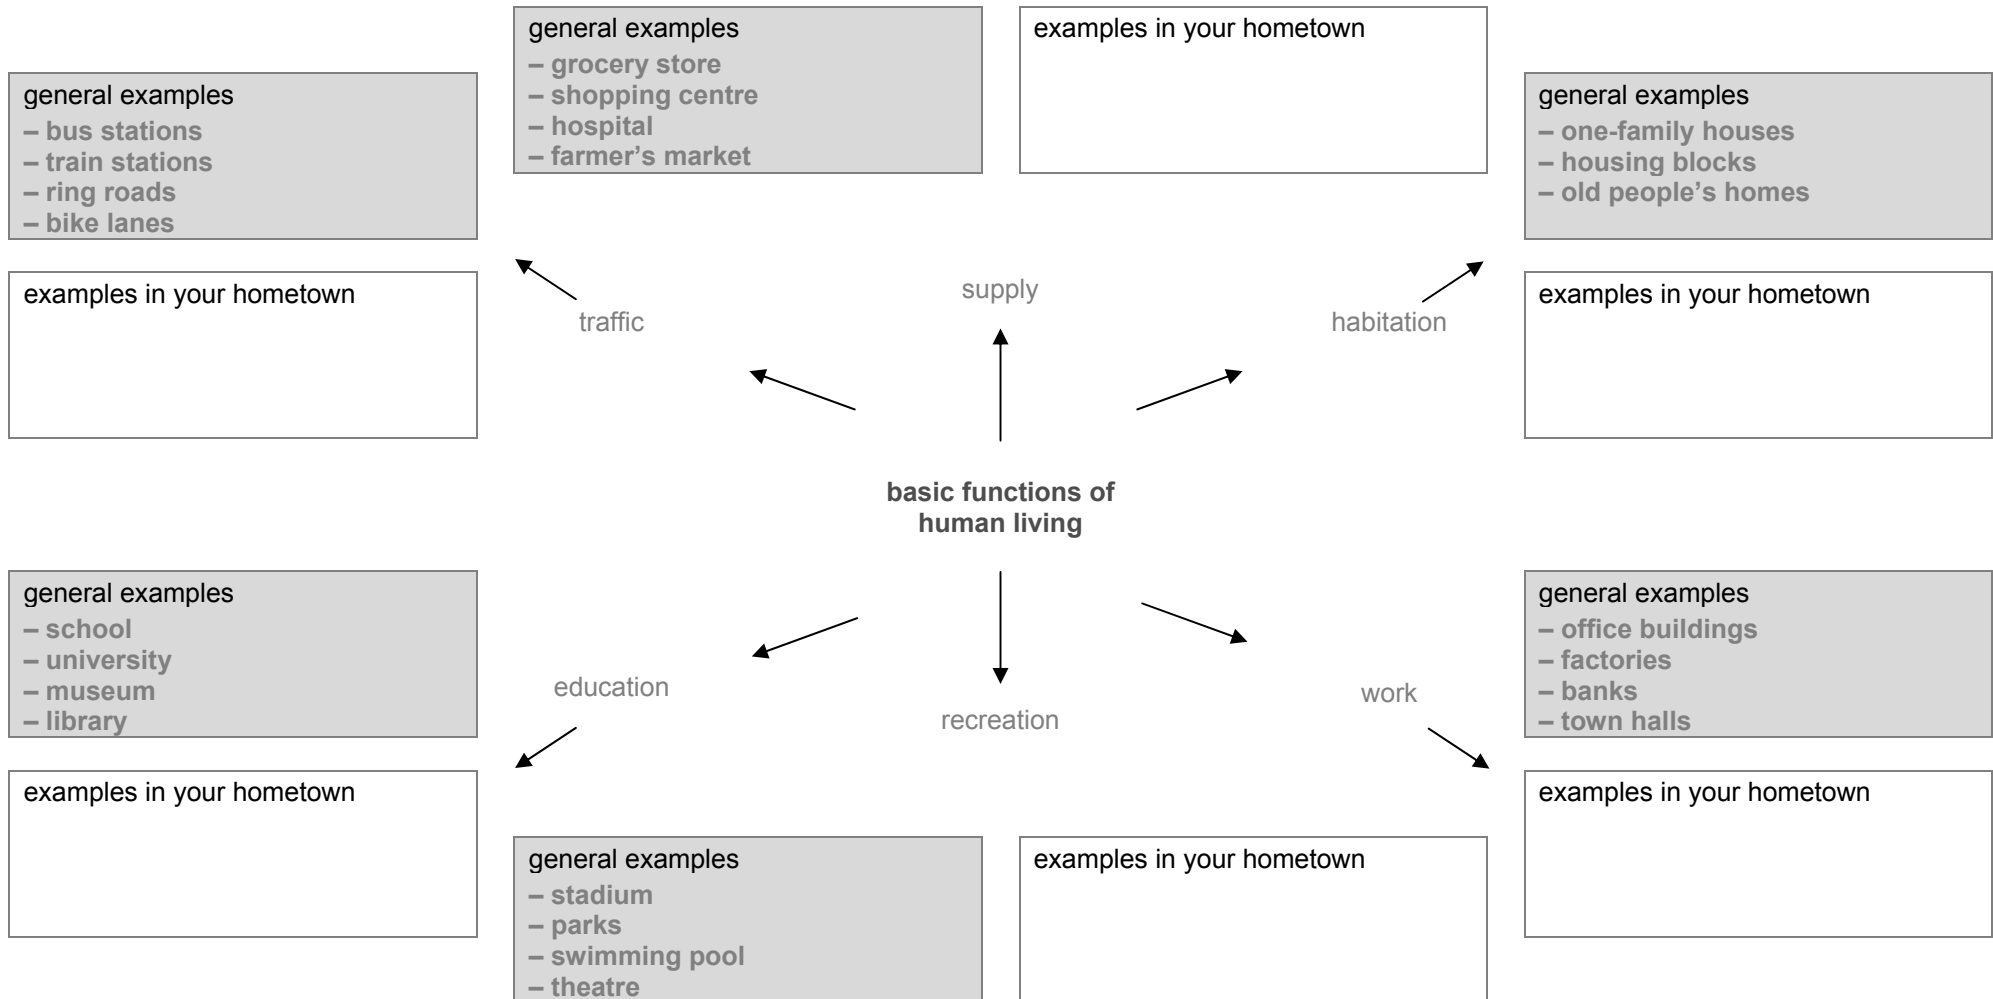 general examples
– bus stations
– train stations
– ring roads
– bike lanes
examples in your hometown
traffic
general examples
– grocery store
– shopping centre
– hospital
– farmer’s market
examples in your hometown
supply
general examples
– one-family houses
– housing blocks
– old people’s homes
examples in your hometown
habitation
basic functions of
human living
general examples
– school
– university
– museum
– library
examples in your hometown
education
recreation
general examples
– stadium
– parks
– swimming pool
– theatre
examples in your hometown
work
general examples
– office buildings
– factories
– banks
– town halls
examples in your hometown